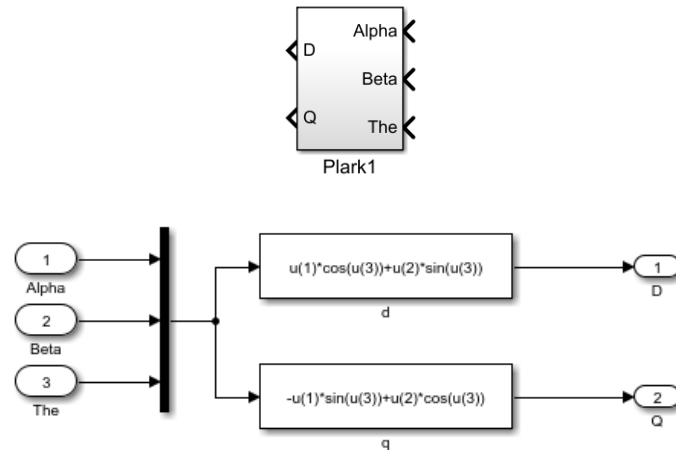 Alpha
D
Beta
Q
The
Plark1
1
Alpha
2
Beta
3
The
u(1)*cos(u(3))+u(2)*sin(u(3))
d
-u(1)*sin(u(3))+u(2)*cos(u(3))
q
1
D
2
Q